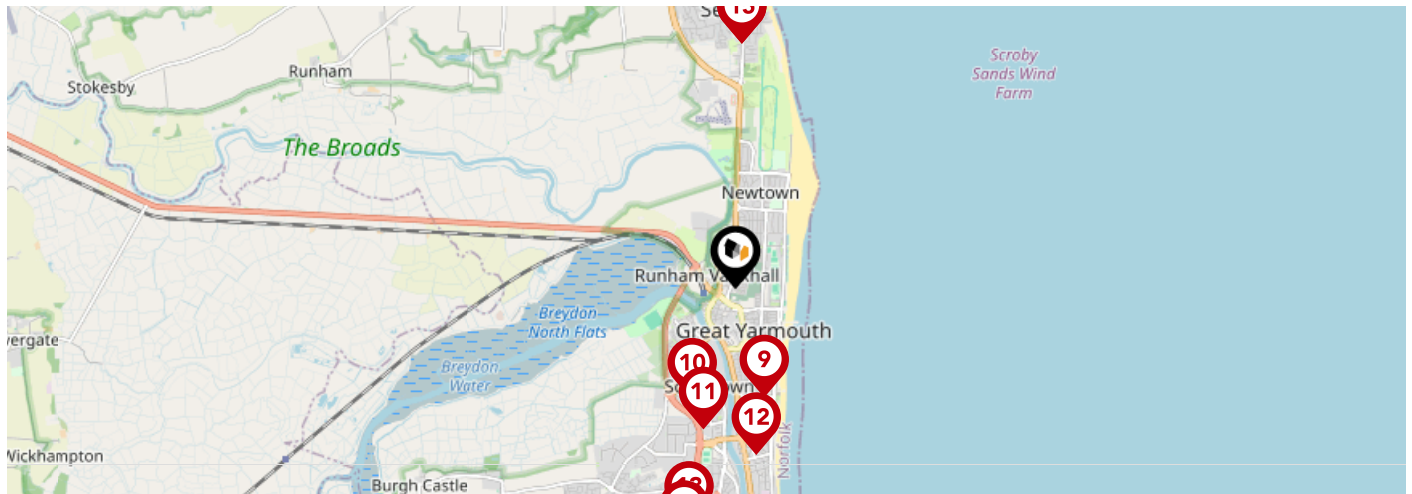 Scroby
Sands Wind
Farm
Runham
Stokesby
The Broads
Newtown
Runham
Breydon
North Flats
Great Yarmouth
10
9
Breydon
Water
11
12
Norfolk
Wickhampton
Burgh Castle